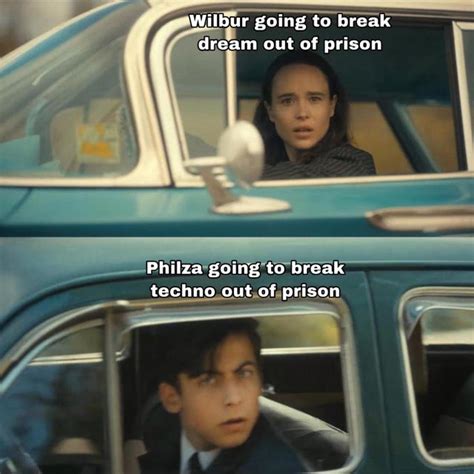 Wilbur going to break
dream out of prison
Philza going to break
techno out of prison